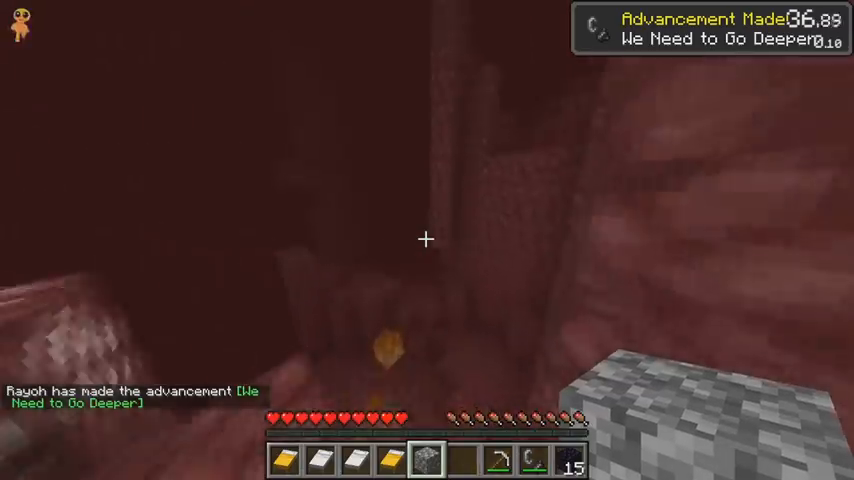 Advancement Made
36.89
We Need to Go Deeper
0.10
Rayoh has made the advancement [We
Need to Go Deeper]
15